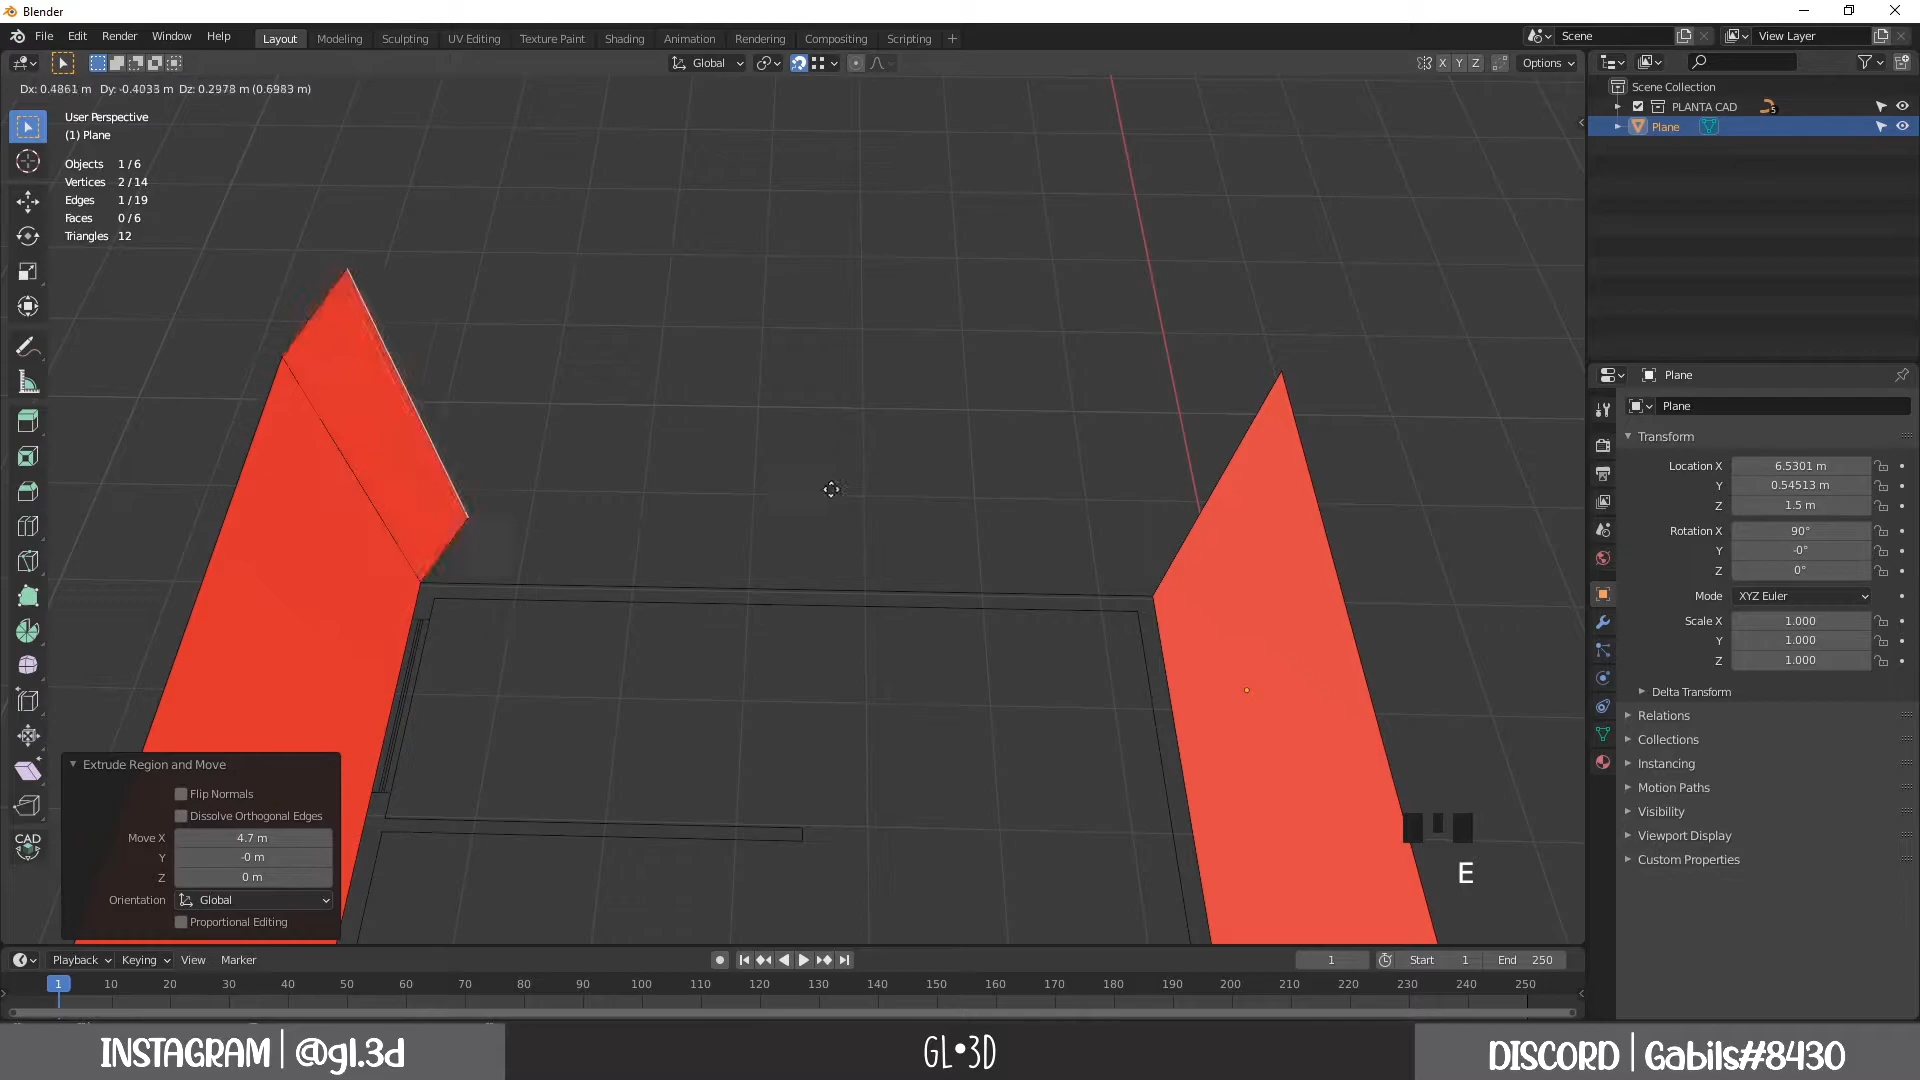 Blender
File Edit Render Window Help
Layout Modeling Sculpting UV Editing Texture Paint Shading Animation Rendering Compositing Scripting +
Scene
View Layer
Global
X Y Z
Options
Dx: 0.4861 m Dy: -0.4033 m Dz: 0.2978 m (0.6983 m)
User Perspective
(1) Plane
Objects 1 / 6
Vertices 2 / 14
Edges 1 / 19
Faces 0 / 6
Triangles 12
CAD
Extrude Region and Move
Flip Normals
Dissolve Orthogonal Edges
Move X 4.7 m
Y -0 m
Z 0 m
Orientation Global
Proportional Editing
E
Scene Collection
PLANTA CAD 5
Plane
Plane
Plane
Transform
Location X 6.5301 m
Y 0.54513 m
Z 1.5 m
Rotation X 90°
Y -0°
Z 0°
Mode XYZ Euler
Scale X 1.000
Y 1.000
Z 1.000
Delta Transform
Relations
Collections
Instancing
Motion Paths
Visibility
Viewport Display
Custom Properties
Playback Keying View Marker
1 Start 1 End 250
1 10 20 30 40 50 60 70 80 90 100 110 120 130 140 150 160 170 180 190 200 210 220 230 240 250
INSTAGRAM | @gl.3d
GL•3D
DISCORD | Gabils#8430